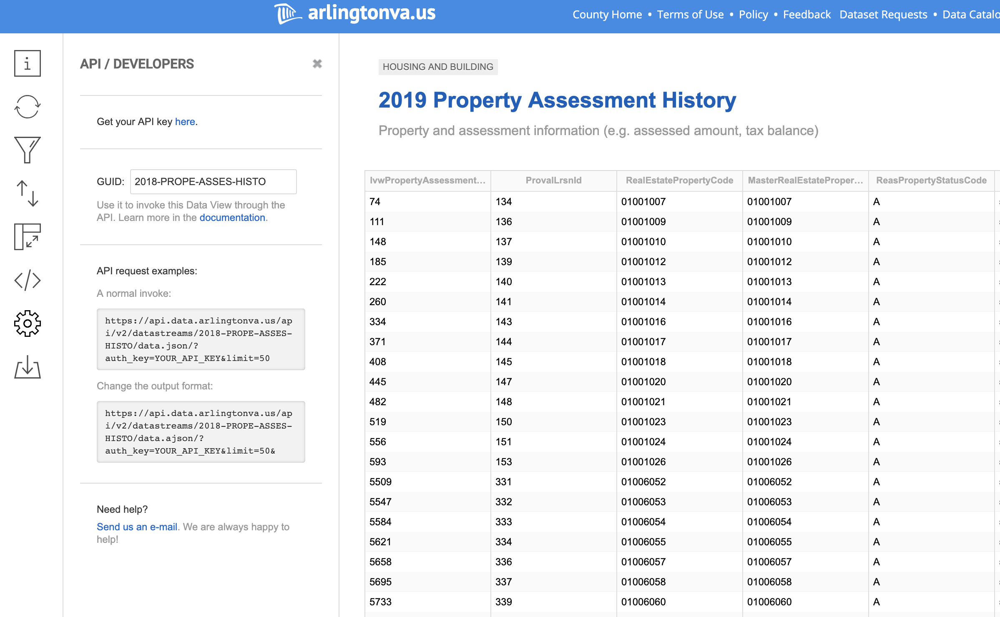 arlingtonva.us
County Home • Terms of Use • Policy • Feedback Dataset Requests • Data
i
API / DEVELOPERS
Get your API key here.
GUID: 2018-PROPE-ASSES-HISTO
Use it to invoke this Data View through the
API. Learn more in the documentation.
API request examples:
A normal invoke:
https://api.data.arlingtonva.us/ap
i/v2/datastreams/2018-PROPE-ASSES-
HISTO/data.json/?
auth_key=YOUR_API_KEY&limit=50
Change the output format:
https://api.data.arlingtonva.us/ap
i/v2/datastreams/2018-PROPE-ASSES-
HISTO/data.ajson/?
auth_key=YOUR_API_KEY&limit=50&
Need help?
Send us an e-mail. We are always happy to
help!
HOUSING AND BUILDING
2019 Property Assessment History
Property and assessment information (e.g. assessed amount, tax balance)
lvwPropertyAssessment... ProvalLrsnId RealEstatePropertyCode MasterRealEstateProper... ReasPropertyStatusCode
74 134 01001007 01001007 A
111 136 01001009 01001009 A
148 137 01001010 01001010 A
185 139 01001012 01001012 A
222 140 01001013 01001013 A
260 141 01001014 01001014 A
334 143 01001016 01001016 A
371 144 01001017 01001017 A
408 145 01001018 01001018 A
445 147 01001020 01001020 A
482 148 01001021 01001021 A
519 150 01001023 01001023 A
556 151 01001024 01001024 A
593 153 01001026 01001026 A
5509 331 01006052 01006052 A
5547 332 01006053 01006053 A
5584 333 01006054 01006054 A
5621 334 01006055 01006055 A
5658 336 01006057 01006057 A
5695 337 01006058 01006058 A
5733 339 01006060 01006060 A